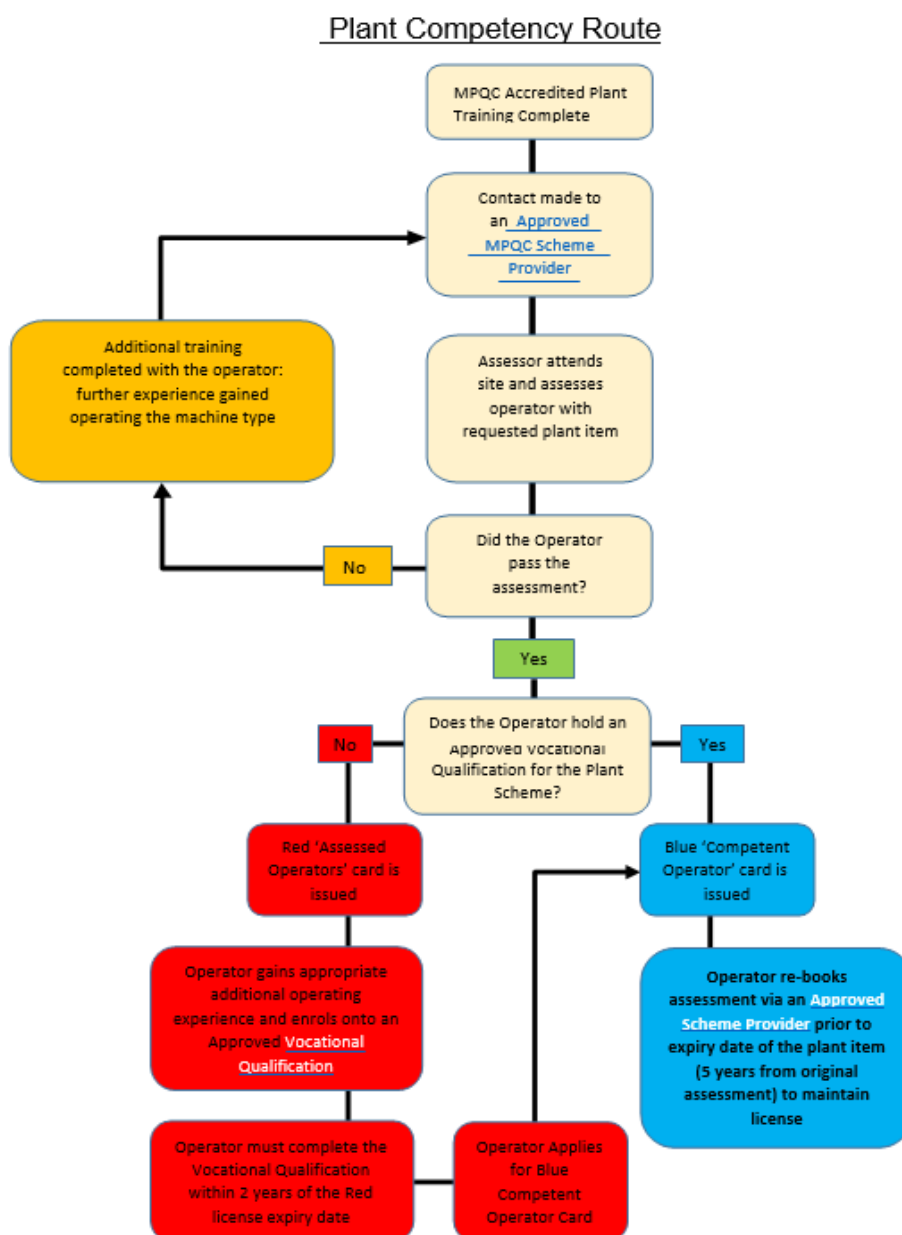 Plant Competency Route
MPQC Accredited Plant
Training Complete
Contact made to
an Approved
MPQC Scheme
Provider
Additional training
completed with the operator:
further experience gained
operating the machine type
Assessor attends
site and assesses
operator with
requested plant item
Did the Operator
pass the
assessment?
No
Yes
Does the Operator hold an
Approved Vocational
Qualification for the Plant
Scheme?
No
Yes
Red ‘Assessed
Operators’ card is
issued
Blue ‘Competent
Operator’ card is
issued
Operator gains appropriate
additional operating
experience and enrols onto an
Approved Vocational
Qualification
Operator re-books
assessment via an Approved
Scheme Provider prior to
expiry date of the plant item
(5 years from original
assessment) to maintain
license
Operator must complete the
Vocational Qualification
within 2 years of the Red
license expiry date
Operator Applies
for Blue
Competent
Operator Card